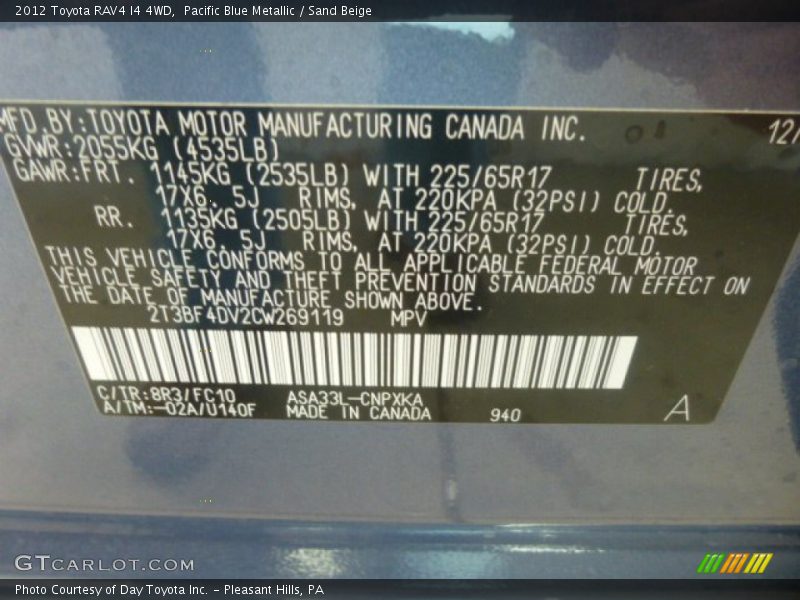 2012 Toyota RAV4 I4 4WD,  Pacific Blue Metallic / Sand Beige
MFD.BY:TOYOTA MOTOR MANUFACTURING CANADA INC. 12/
GVWR:2055KG (4535LB)
GAWR:FRT. 1145KG (2535LB) WITH 225/65R17 TIRES,
17X6. 5J RIMS, AT 220KPA (32PSI) COLD,
RR. 1135KG (2505LB) WITH 225/65R17 TIRES,
17X6. 5J RIMS, AT 220KPA (32PSI) COLD.
THIS VEHICLE CONFORMS TO ALL APPLICABLE FEDERAL MOTOR
VEHICLE SAFETY AND THEFT PREVENTION STANDARDS IN EFFECT ON
THE DATE OF MANUFACTURE SHOWN ABOVE.
2T3BF4DV2CW269119 MPV
C/TR:8R3/FC10 ASA33L-CNPXKA
A/TM:-02A/U140F MADE IN CANADA 940 A
GTCARLOT.COM
Photo Courtesy of Day Toyota Inc. - Pleasant Hills, PA